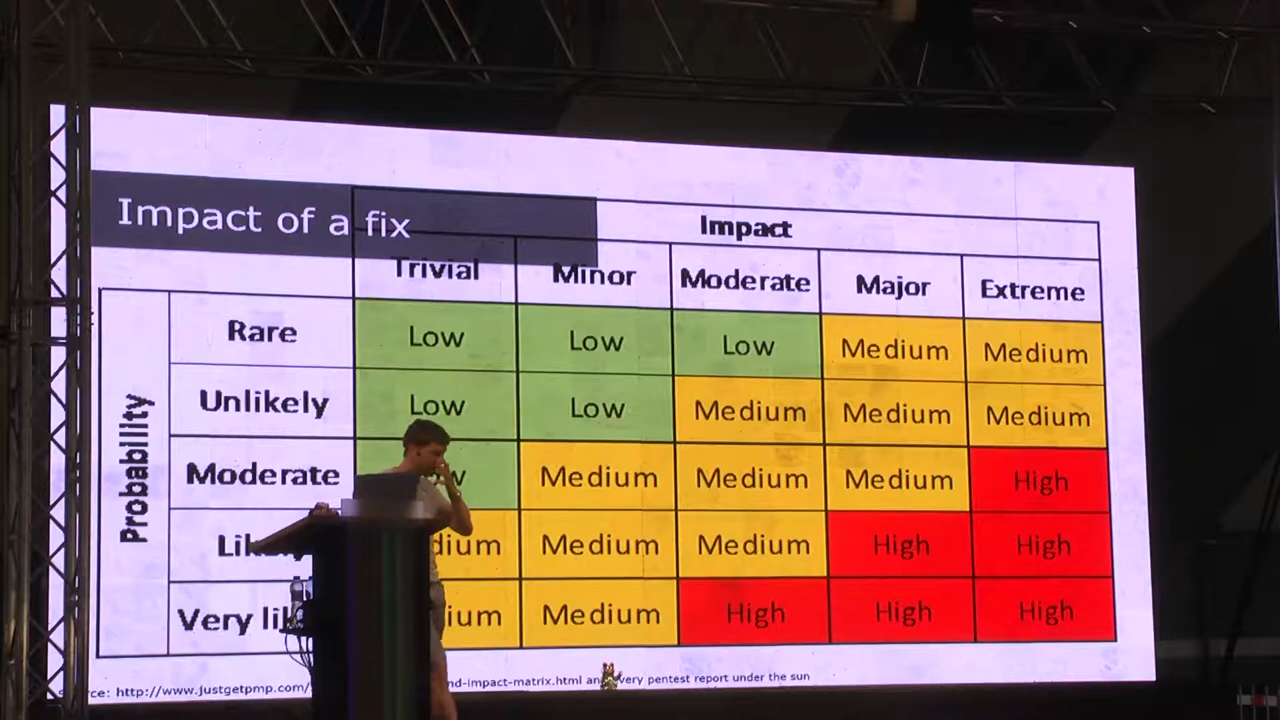 Impact of a fix
Impact
Trivial Minor Moderate Major Extreme
Probability
Rare Low Low Low Medium Medium
Unlikely Low Low Medium Medium Medium
Moderate Medium Medium Medium High
Medium Medium High High
Very Medium High High High
http://www.justgetpmp.com/ nd-impact-matrix.html very pentest report under the sun